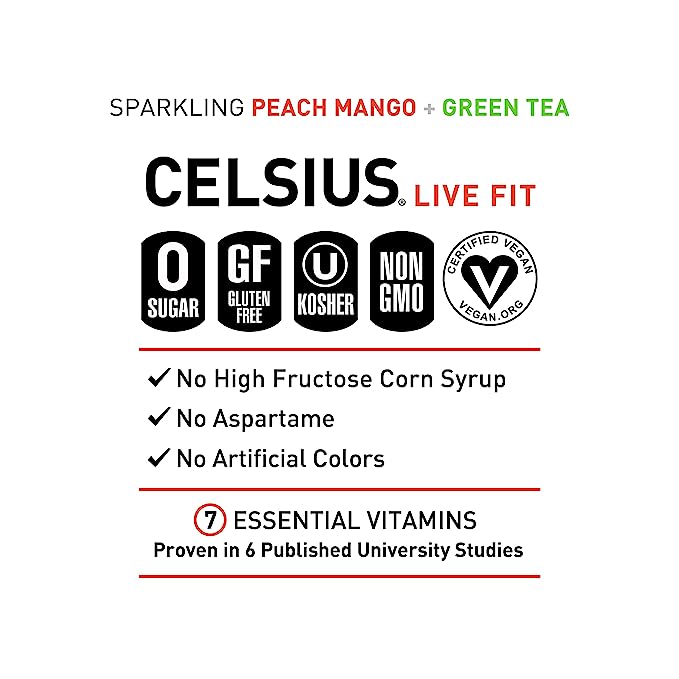 SPARKLING PEACH MANGO + GREEN TEA
CELSIUS® LIVE FIT
0 SUGAR
GF GLUTEN FREE
U KOSHER
NON GMO
CERTIFIED VEGAN V VEGAN.ORG
✓ No High Fructose Corn Syrup
✓ No Aspartame
✓ No Artificial Colors
7 ESSENTIAL VITAMINS
Proven in 6 Published University Studies